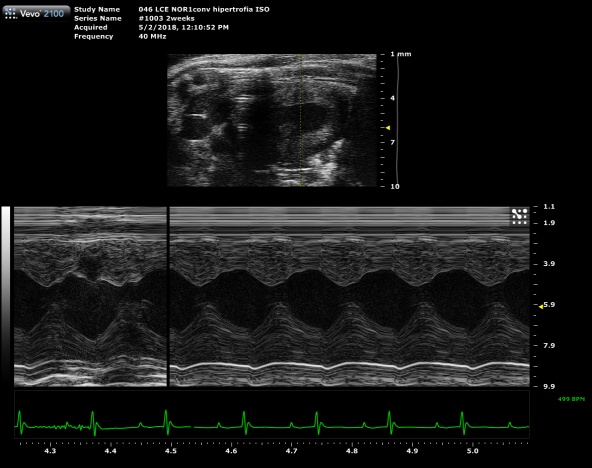 Vevo 2100
Study Name 046 LCE NOR1conv hipertrofia ISO
Series Name #1003 2weeks
Acquired 5/2/2018, 12:10:52 PM
Frequency 40 MHz
1 mm
4
7
10
1.1
1.9
3.9
5.9
7.9
9.9
499 BPM
4.3 4.4 4.5 4.6 4.7 4.8 4.9 5.0